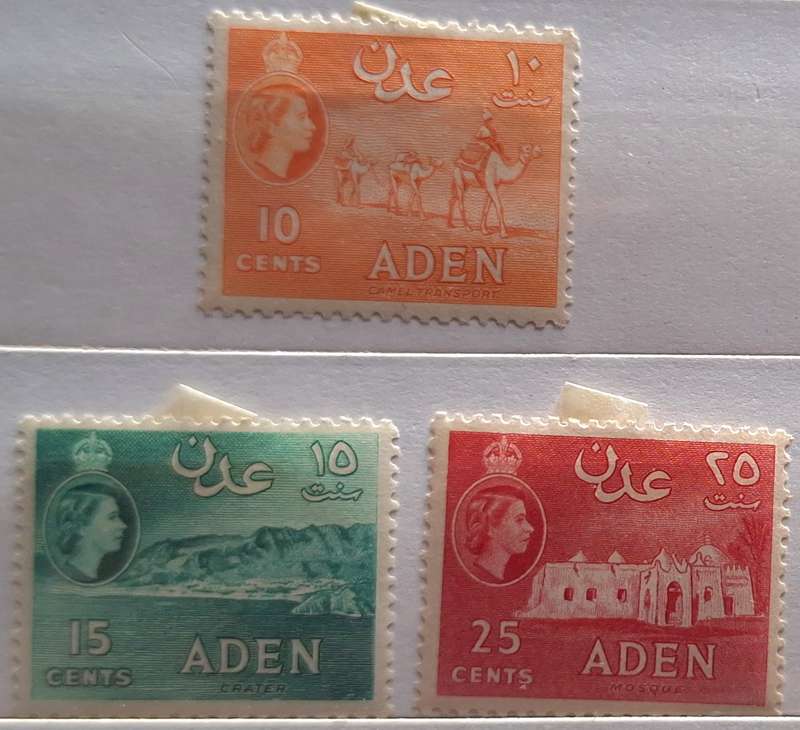 عدن
١٠
سنت
10
CENTS
ADEN
CAMEL TRANSPORT
عدن
١٥
سنت
15
CENTS
ADEN
CRATER
عدن
٢٥
سنت
25
CENTS
ADEN
MOSQUE